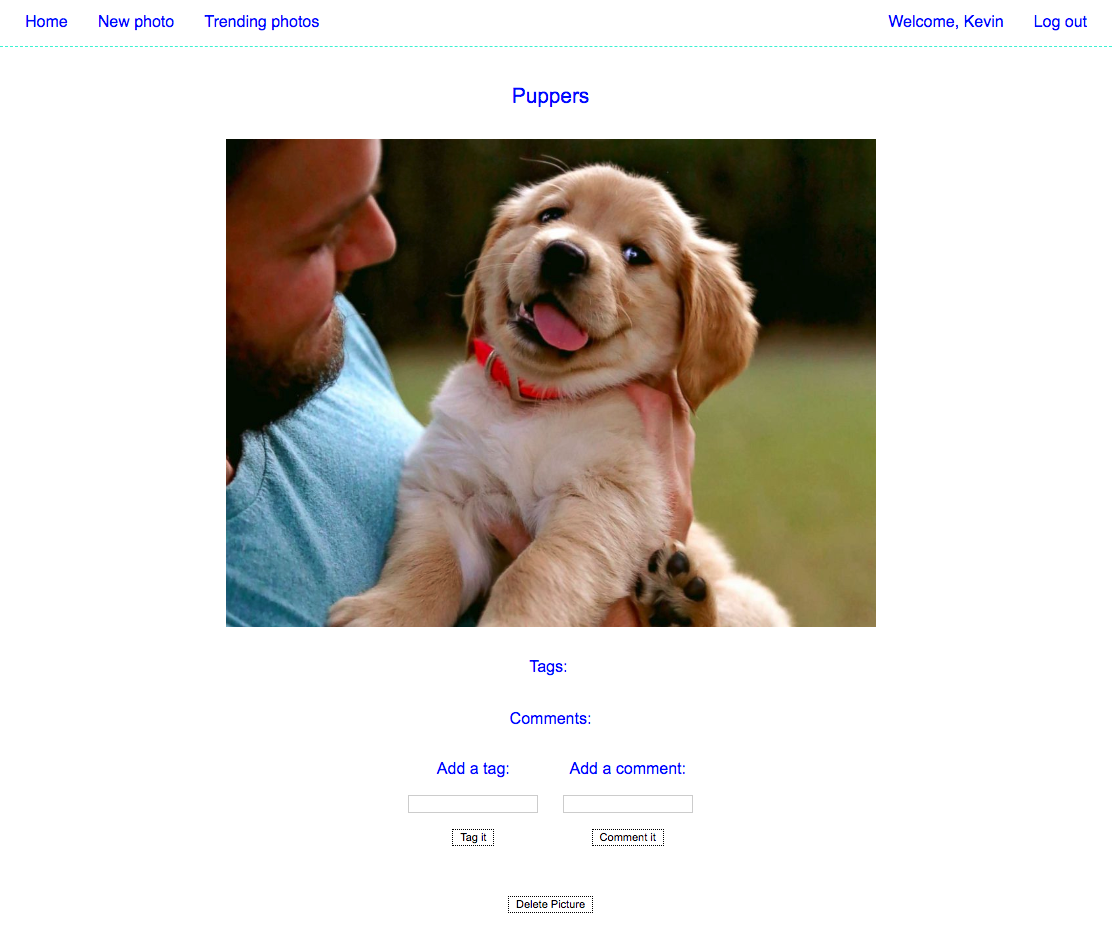 Home New photo Trending photos Welcome, Kevin Log out
Puppers
Tags:
Comments:
Add a tag: Add a comment:
Tag it Comment it
Delete Picture